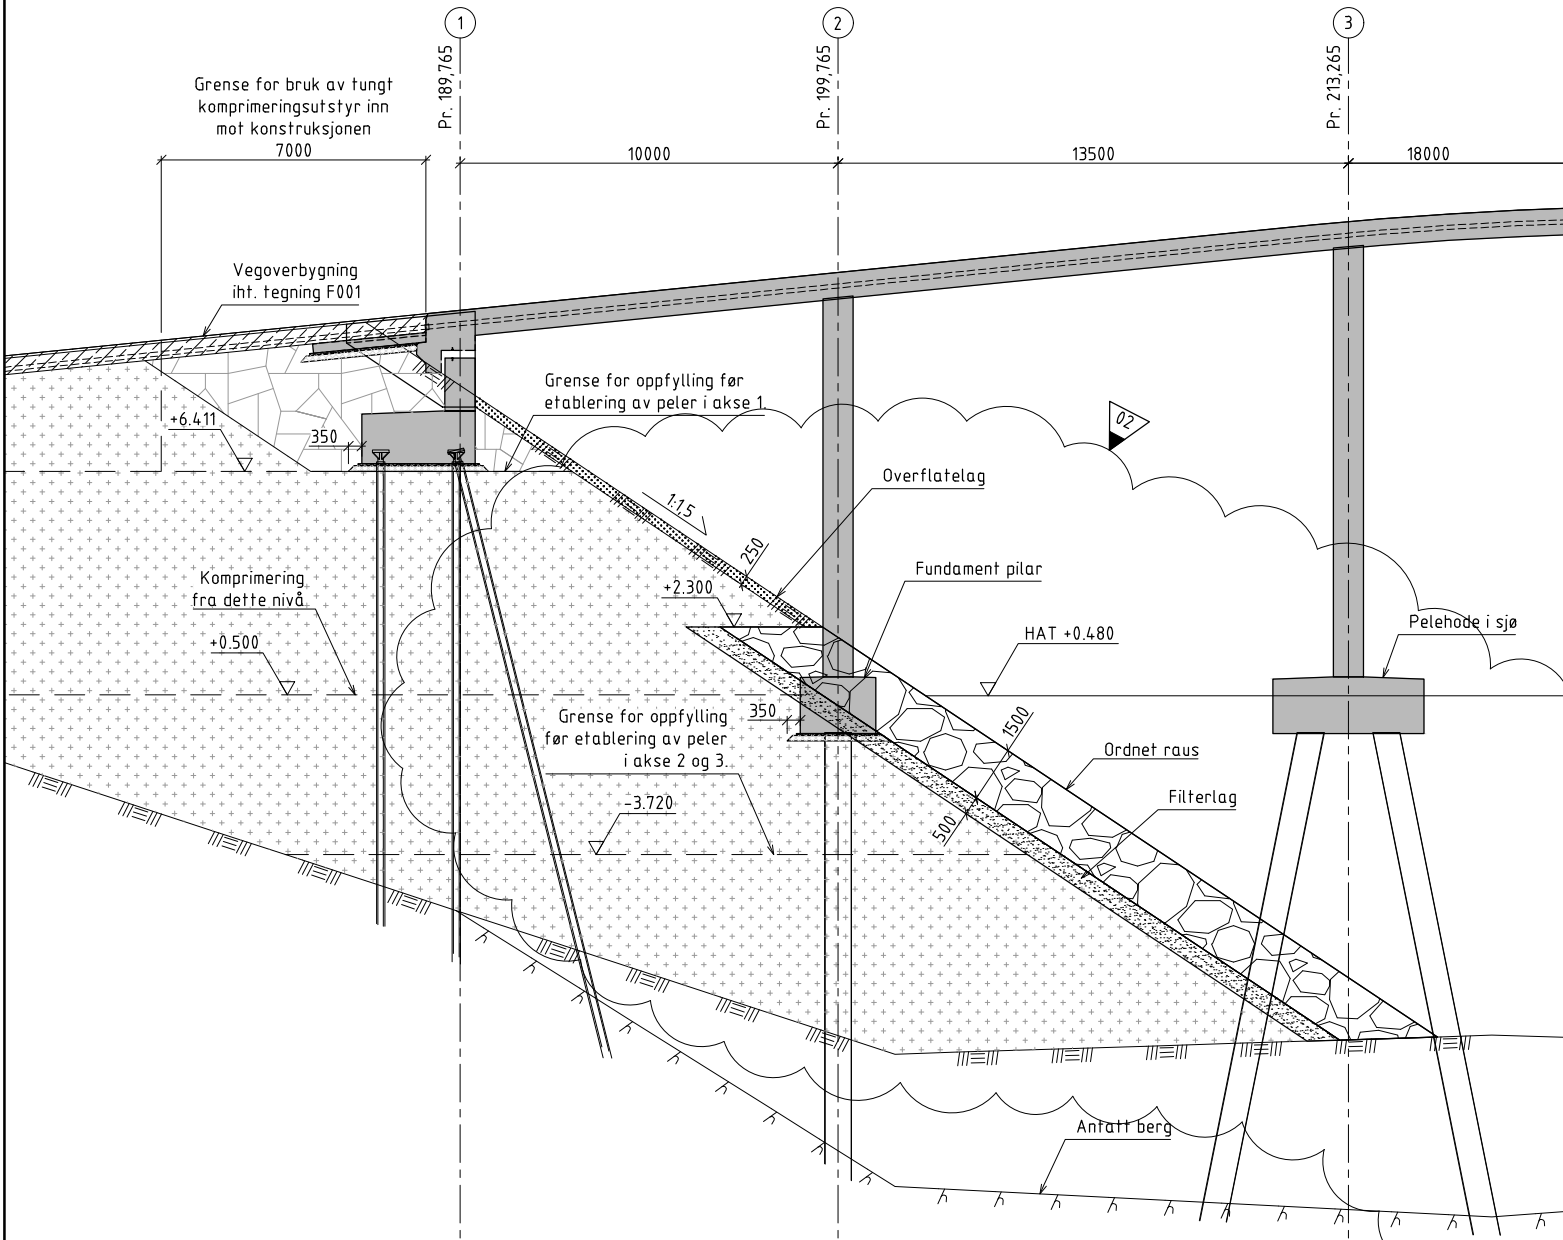 1
2
3
Pr. 189,765
Pr. 199,765
Pr. 213,265
Grense for bruk av tungt
komprimeringsutstyr inn
mot konstruksjonen
7000
10000
13500
18000
Vegoverbygning
iht. tegning F001
Grense for oppfylling før
etablering av peler i akse 1.
+6.411
350
02
Overflatelag
1:1,5
250
Komprimering
fra dette nivå
+0.500
+2.300
Fundament pilar
HAT +0.480
Pelehode i sjø
350
Grense for oppfylling
før etablering av peler
i akse 2 og 3.
-3.720
1500
500
Ordnet raus
Filterlag
Antatt berg